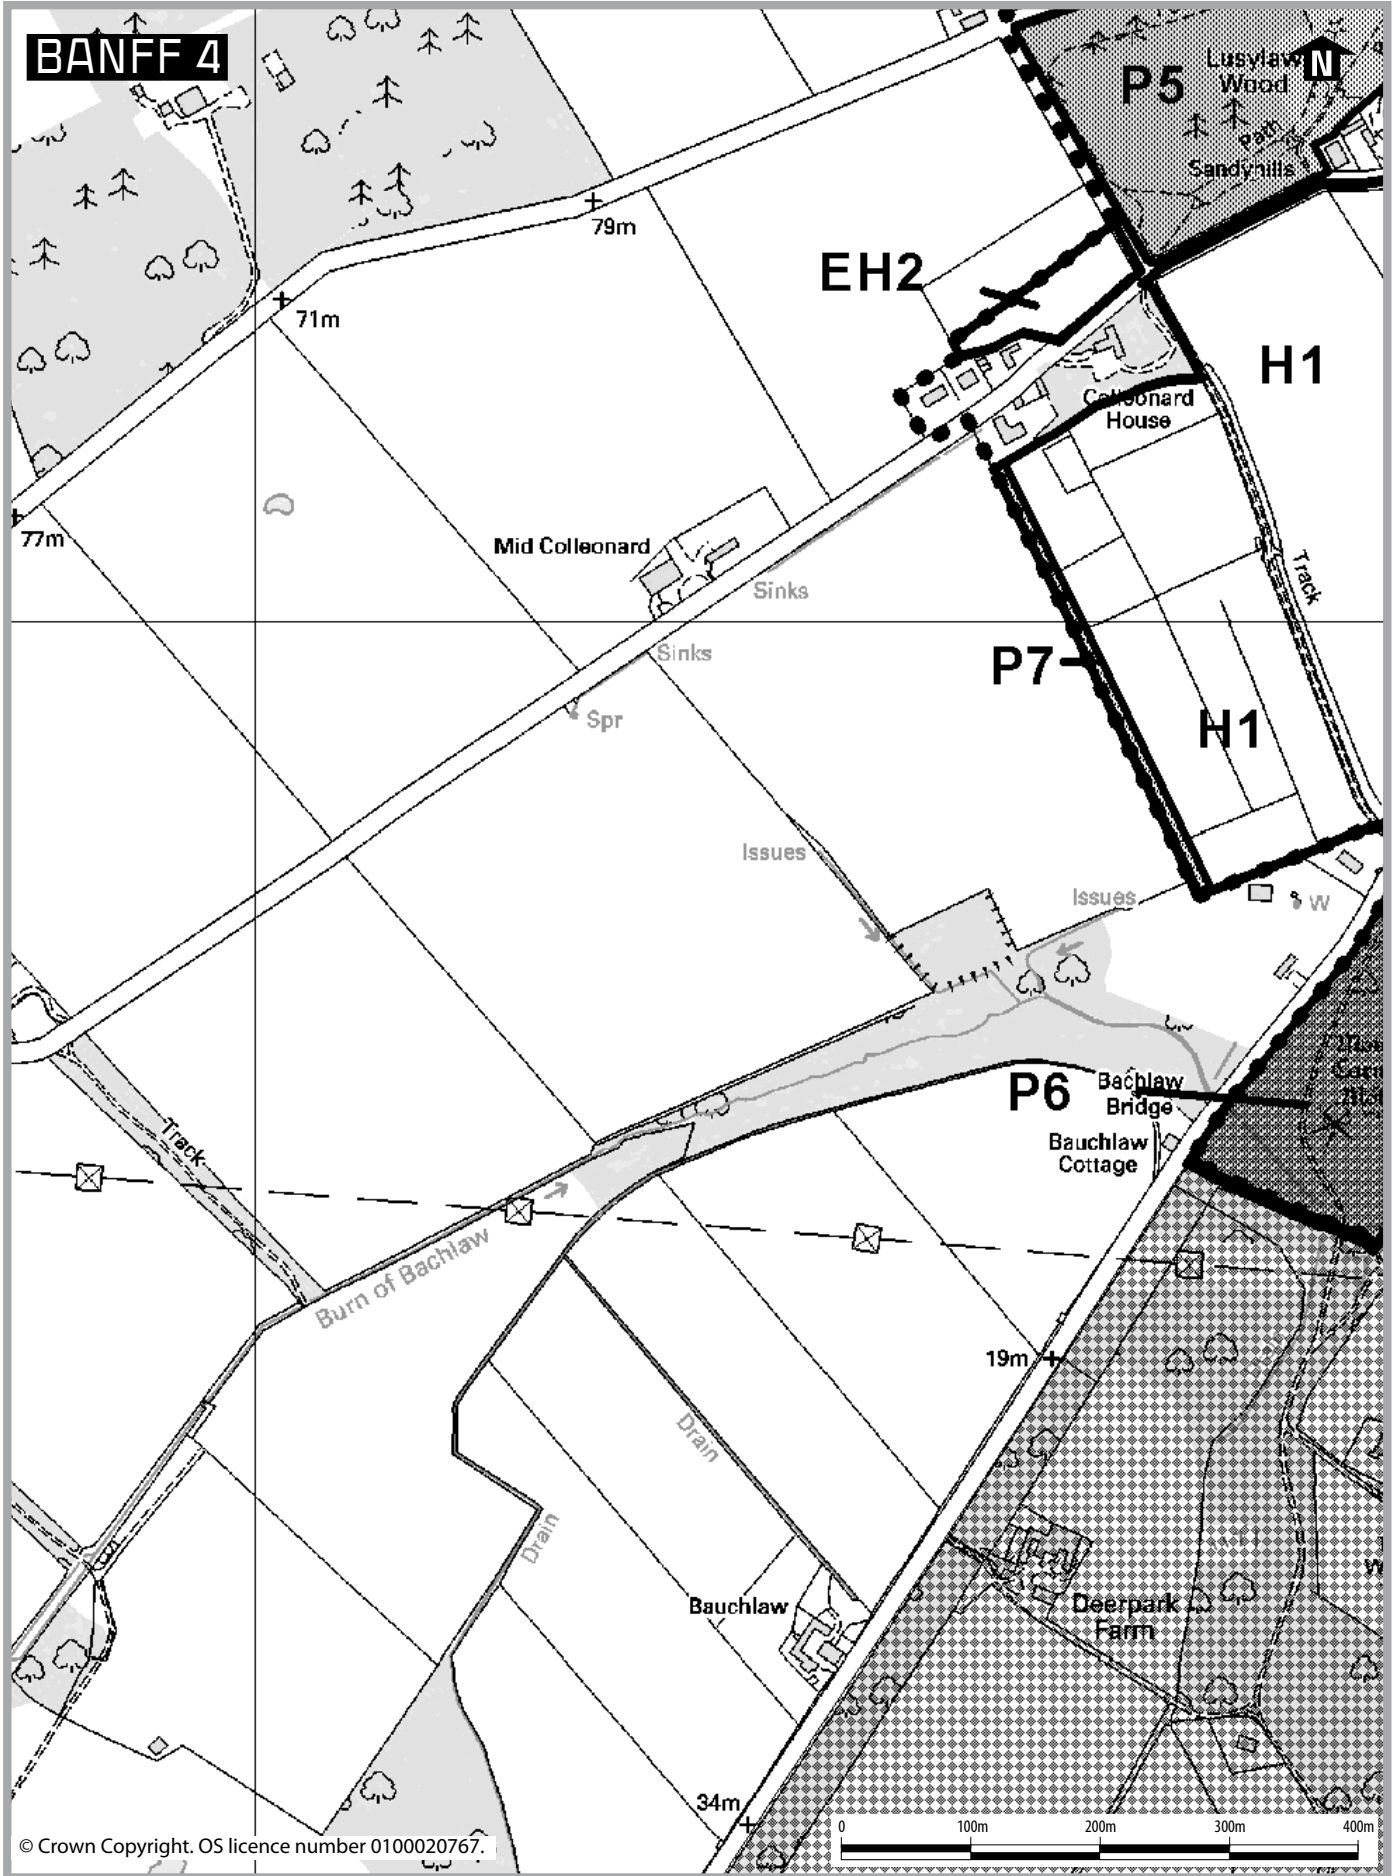 BANFF 4
P5
Lusylaw
Wood
N
Path
Sandyhills
79m
EH2
71m
H1
Colleonard
House
77m
Mid Colleonard
Sinks
Track
Sinks
P7
Spr
H1
Issues
Issues
W
P6
Bachlaw
Bridge
Bauchlaw
Cottage
Track
Burn of Bachlaw
19m
Drain
Drain
Bauchlaw
Deerpark
Farm
34m
0 100m 200m 300m 400m
© Crown Copyright. OS licence number 0100020767.